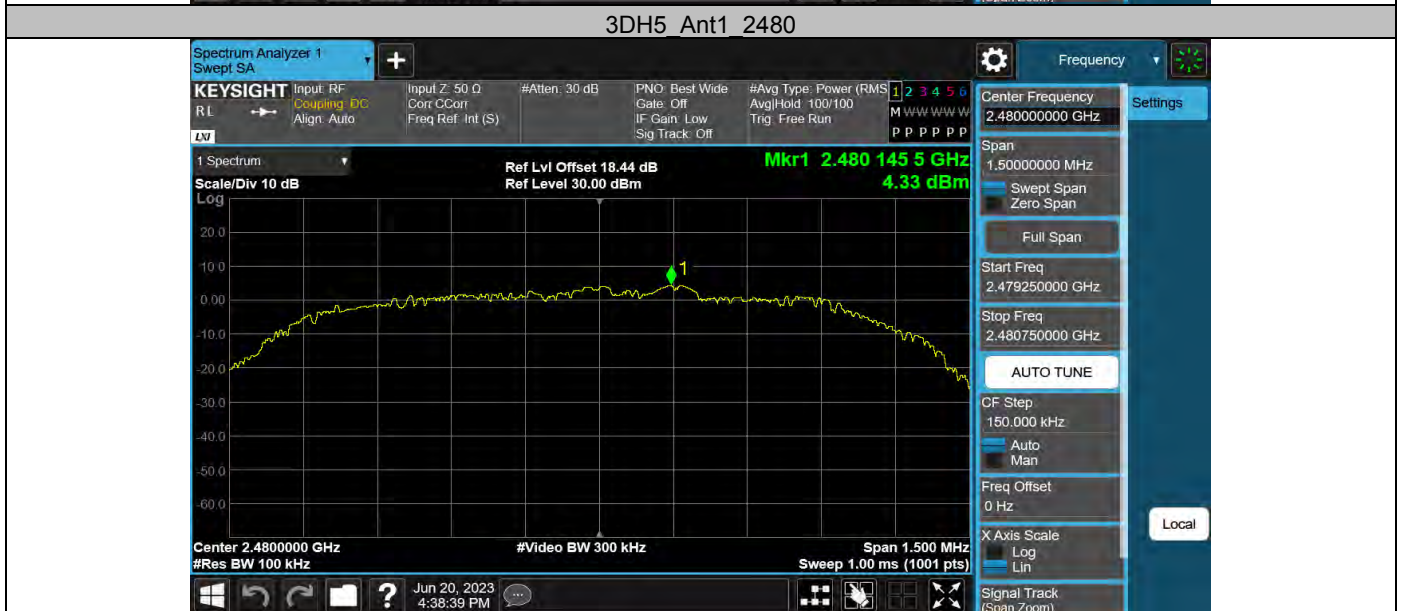 3DH5_Ant1_2480
Spectrum Analyzer 1
Swept SA
+
Frequency
KEYSIGHT
RL
LXI
Input: RF
Coupling: DC
Align: Auto
Input Z: 50 Ω
Corr CCorr
Freq Ref: Int (S)
#Atten: 30 dB
PNO: Best Wide
Gate: Off
IF Gain: Low
Sig Track: Off
#Avg Type: Power (RMS
Avg|Hold: 100/100
Trig: Free Run
1 2 3 4 5 6
M W W W W W
P P P P P P
Center Frequency
2.480000000 GHz
Settings
1 Spectrum
Scale/Div 10 dB
Log
Ref Lvl Offset 18.44 dB
Ref Level 30.00 dBm
Mkr1 2.480 145 5 GHz
4.33 dBm
Span
1.50000000 MHz
Swept Span
Zero Span
Full Span
Start Freq
2.479250000 GHz
Stop Freq
2.480750000 GHz
AUTO TUNE
CF Step
150.000 kHz
Auto
Man
Freq Offset
0 Hz
X Axis Scale
Log
Lin
Local
Signal Track
(Span Zoom)
20.0
10.0
0.00
-10.0
-20.0
-30.0
-40.0
-50.0
-60.0
1
Center 2.4800000 GHz
#Res BW 100 kHz
#Video BW 300 kHz
Span 1.500 MHz
Sweep 1.00 ms (1001 pts)
?
Jun 20, 2023
4:38:39 PM